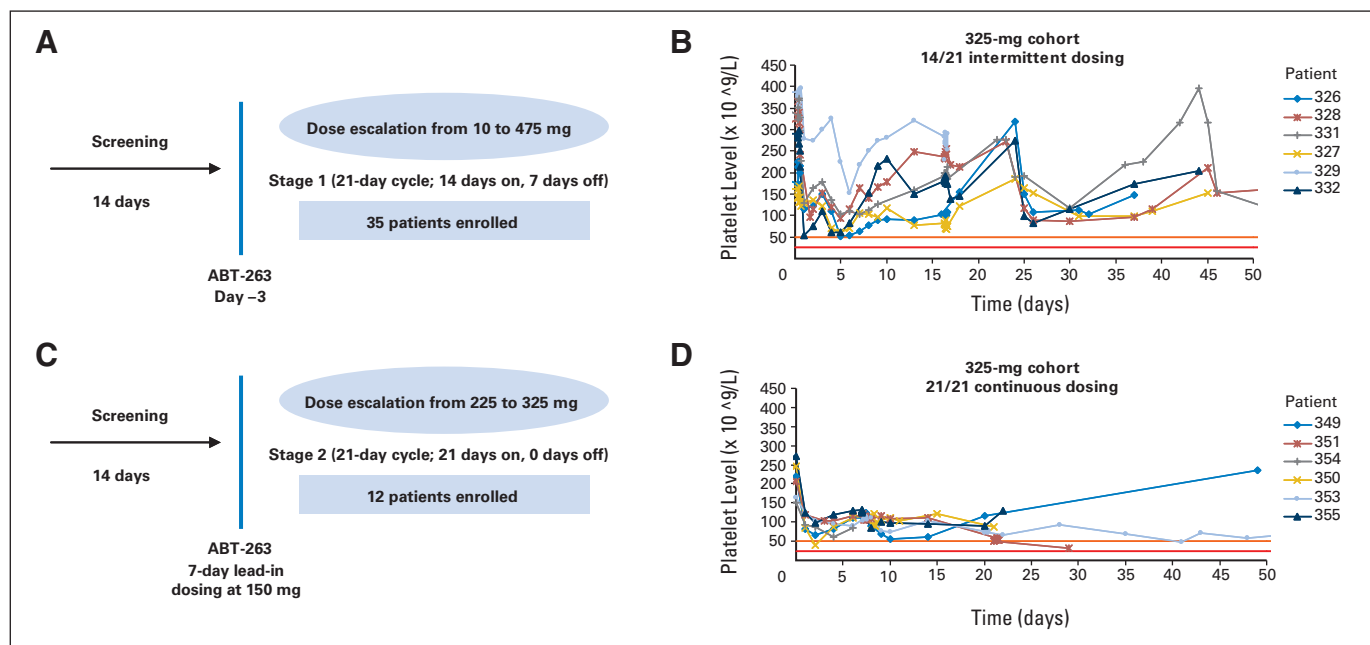 A
Screening
14 days
ABT-263
Day –3
Dose escalation from 10 to 475 mg
Stage 1 (21-day cycle; 14 days on, 7 days off)
35 patients enrolled
B
325-mg cohort
14/21 intermittent dosing
Platelet Level (x 10 ^9/L)
450
400
350
300
250
200
150
100
50
0
5
10
15
20
25
30
35
40
45
50
Time (days)
Patient
326
328
331
327
329
332
C
Screening
14 days
ABT-263
7-day lead-in
dosing at 150 mg
Dose escalation from 225 to 325 mg
Stage 2 (21-day cycle; 21 days on, 0 days off)
12 patients enrolled
D
325-mg cohort
21/21 continuous dosing
Platelet Level (x 10 ^9/L)
450
400
350
300
250
200
150
100
50
0
5
10
15
20
25
30
35
40
45
50
Time (days)
Patient
349
351
354
350
353
355